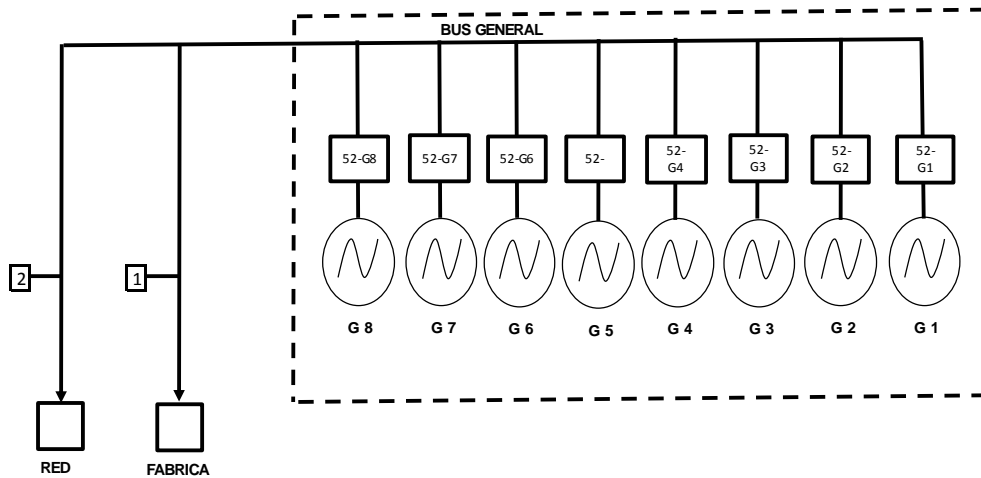 BUS GENERAL
52-G8
52-G7
52-G6
52-
52-
G4
52-
G3
52-
G2
52-
G1
2
1
G 8
G 7
G 6
G 5
G 4
G 3
G 2
G 1
RED
FABRICA